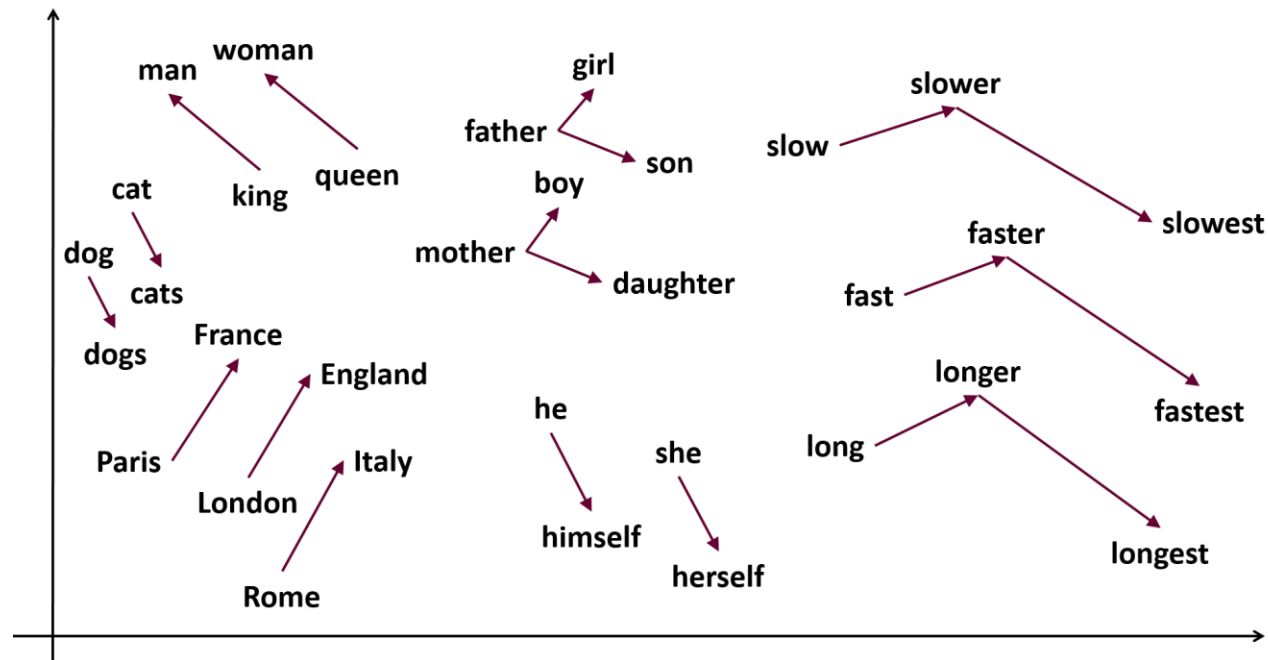 man
woman
king
queen
cat
dog
cats
dogs
France
England
Paris
London
Italy
Rome
girl
father
son
boy
mother
daughter
he
she
himself
herself
slower
slow
slowest
faster
fast
fastest
longer
long
longest